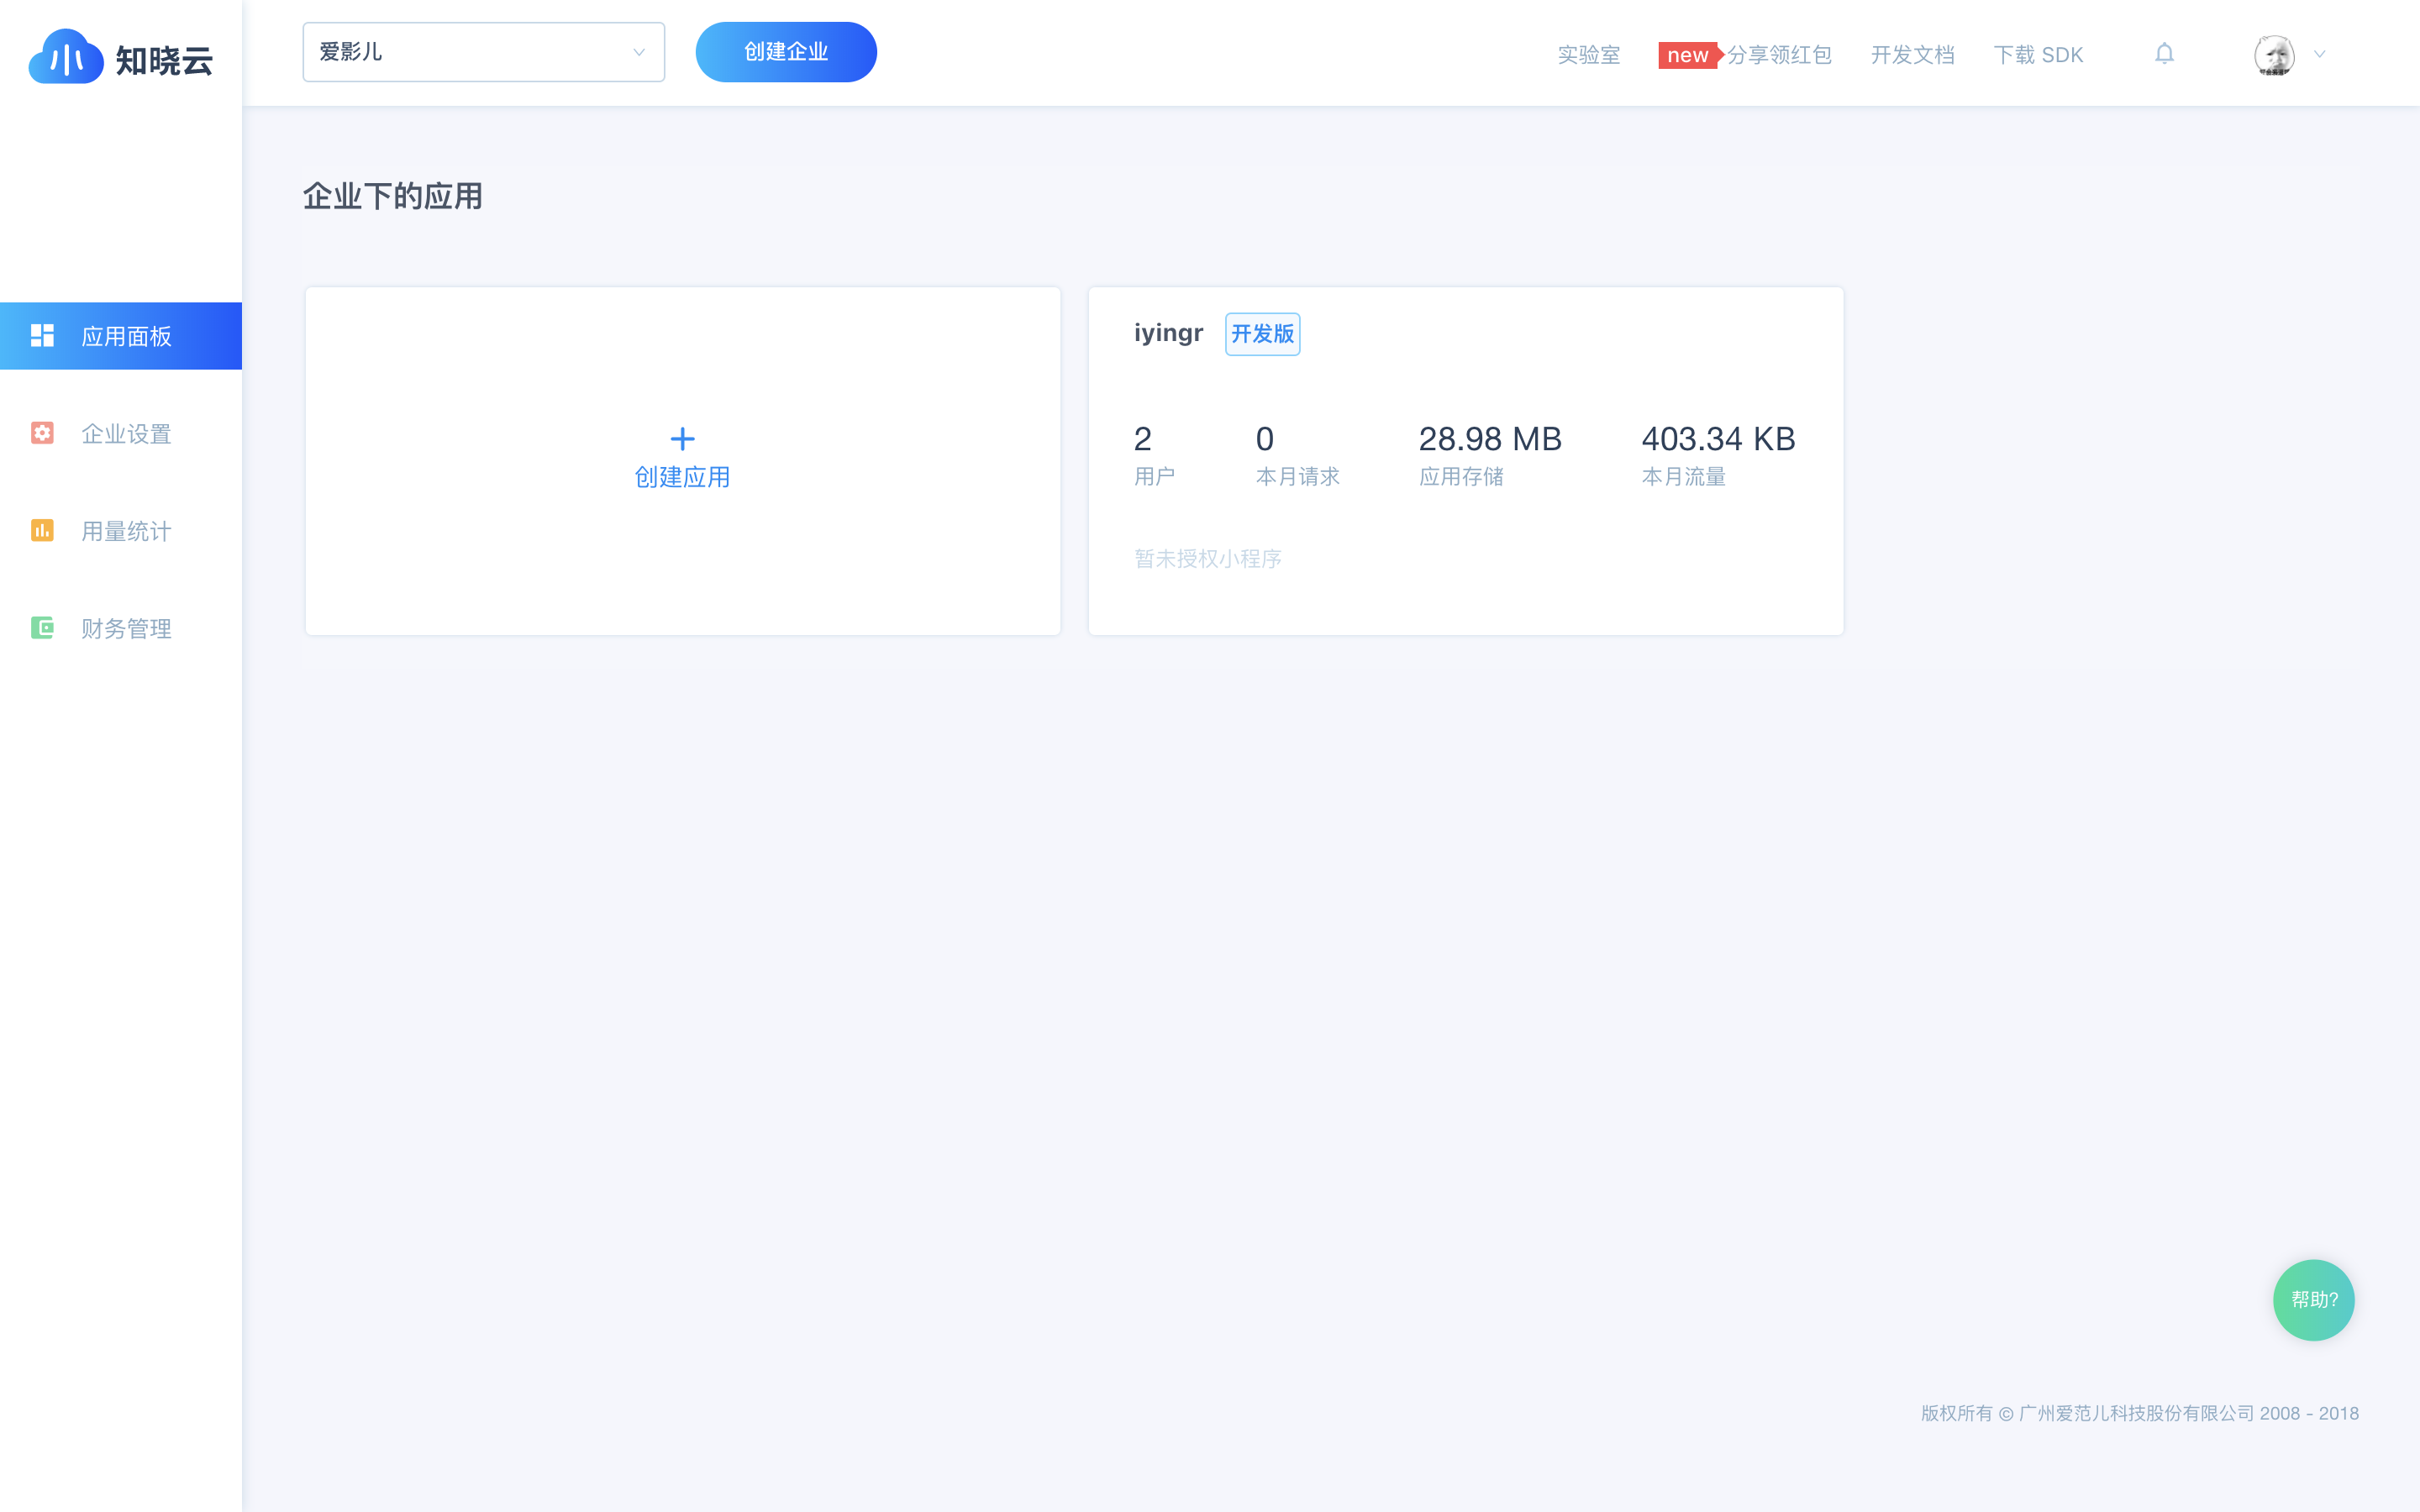 知晓云
爱影儿
创建企业
实验室
new 分享领红包
开发文档
下载 SDK
企业下的应用
应用面板
企业设置
用量统计
财务管理
创建应用
iyingr 开发版
2 0 28.98 MB 403.34 KB
用户 本月请求 应用存储 本月流量
暂未授权小程序
帮助?
版权所有 © 广州爱范儿科技股份有限公司 2008 - 2018